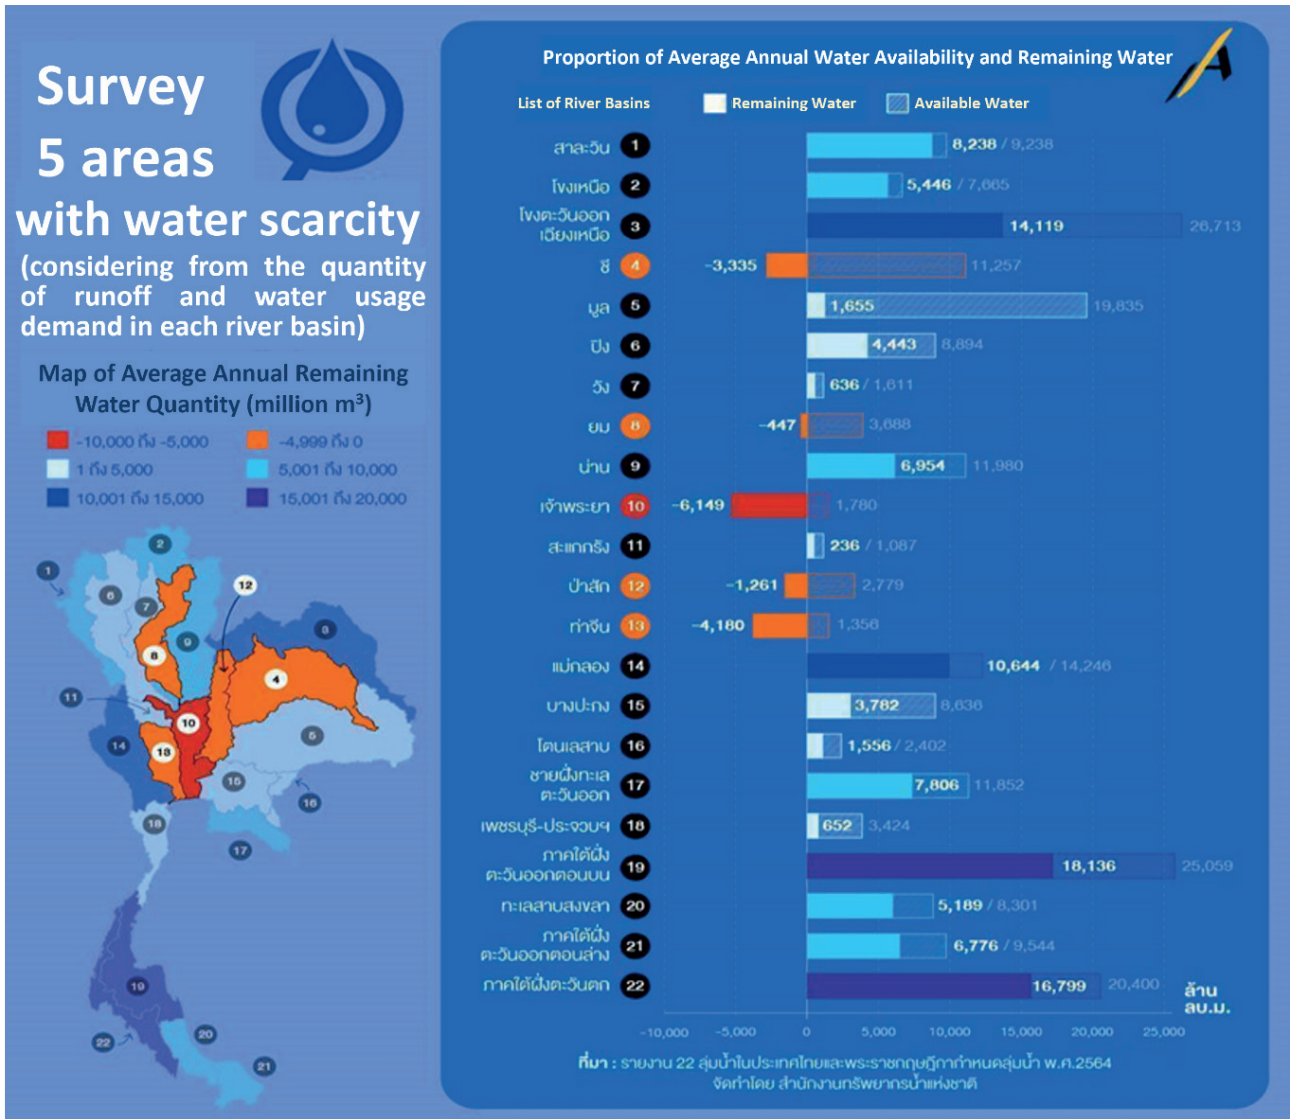 Survey
5 areas
with water scarcity
(considering from the quantity
of runoff and water usage
demand in each river basin)
Map of Average Annual Remaining
Water Quantity (million m³)
-10,000 ถึง -5,000
-4,999 ถึง 0
1 ถึง 5,000
5,001 ถึง 10,000
10,001 ถึง 15,000
15,001 ถึง 20,000
2
1
6
7
12
9
3
8
4
11
10
5
14
13
15
16
18
17
19
20
22
21
Proportion of Average Annual Water Availability and Remaining Water
A
List of River Basins
Remaining Water
Available Water
สาละวิน 1 8,238 / 9,238
โขงเหนือ 2 5,446 / 7,665
โขงตะวันออก
เฉียงเหนือ 3 14,119 26,713
ชี 4 -3,335 11,257
มูล 5 1,655 19,835
ปิง 6 4,443 8,894
วัง 7 636 / 1,611
ยม 8 -447 3,688
น่าน 9 6,954 11,980
เจ้าพระยา 10 -6,149 1,780
สะแกกรัง 11 236 / 1,087
ป่าสัก 12 -1,261 2,779
ท่าจีน 13 -4,180 1,358
แม่กลอง 14 10,644 / 14,246
บางปะกง 15 3,782 8,636
โตนเลสาบ 16 1,556 / 2,402
ชายฝั่งทะเล
ตะวันออก 17 7,806 11,852
เพชรบุรี-ประจวบฯ 18 652 3,424
ภาคใต้ฝั่ง
ตะวันออกตอนบน 19 18,136 25,059
ทะเลสาบสงขลา 20 5,189 / 8,301
ภาคใต้ฝั่ง
ตะวันออกตอนล่าง 21 6,776 / 9,544
ภาคใต้ฝั่งตะวันตก 22 16,799 20,400
ล้าน
ลบ.ม.
-10,000 -5,000 0 5,000 10,000 15,000 20,000 25,000
ที่มา : รายงาน 22 ลุ่มน้ำในประเทศไทยและพระราชกฤษฎีกากำหนดลุ่มน้ำ พ.ศ.2564
จัดทำโดย สำนักงานทรัพยากรน้ำแห่งชาติ